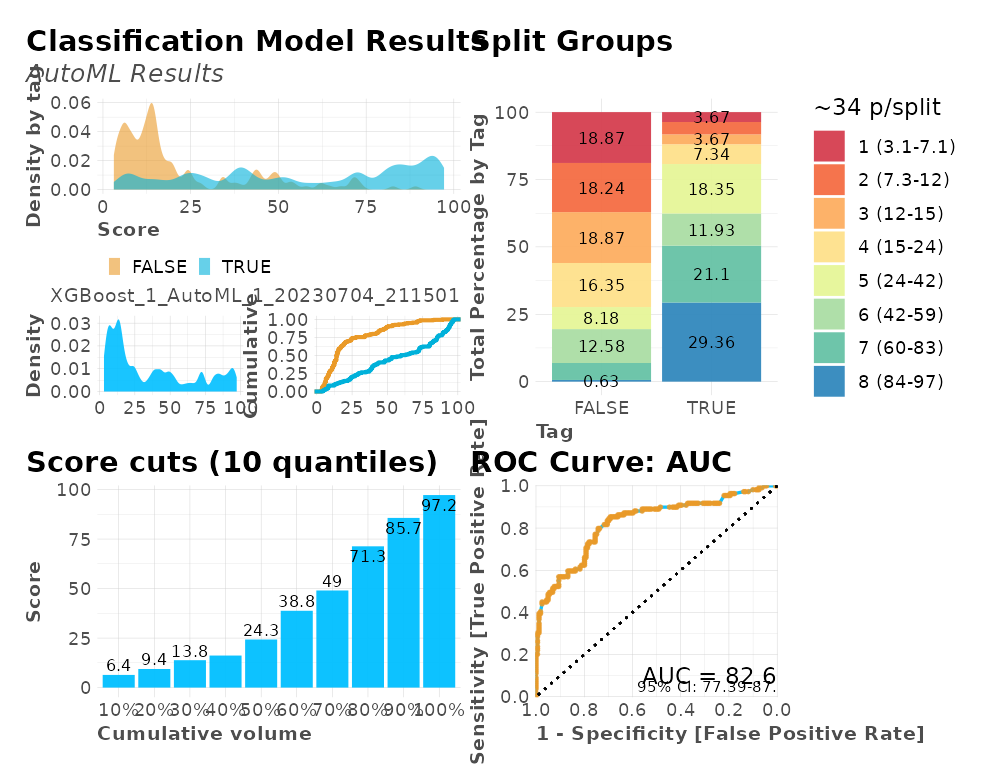 Classification Model Results
AutoML Results
Density by tag
0.06
0.04
0.02
0.00
0 25 50 75 100
Score
FALSE TRUE
XGBoost_1_AutoML_1_20230704_211501
Density
0.03
0.02
0.01
0.00
0 25 50 75 100
Cumulative
1.00
0.75
0.50
0.25
0.00
0 25 50 75 100
Split Groups
Total Percentage by Tag
100
75
50
25
0
18.87
18.24
18.87
16.35
8.18
12.58
0.63
3.67
3.67
7.34
18.35
11.93
21.1
29.36
FALSE TRUE
Tag
~34 p/split
1 (3.1-7.1)
2 (7.3-12)
3 (12-15)
4 (15-24)
5 (24-42)
6 (42-59)
7 (60-83)
8 (84-97)
Score cuts (10 quantiles)
Score
100
75
50
25
0
6.4 9.4 13.8 24.3 38.8 49 71.3 85.7 97.2
10% 20% 30% 40% 50% 60% 70% 80% 90% 100%
Cumulative volume
ROC Curve: AUC
Sensitivity [True Positive Rate]
1.0
0.8
0.6
0.4
0.2
0.0
AUC = 82.6
95% CI: 77.39-87.
1.0 0.8 0.6 0.4 0.2 0.0
1 - Specificity [False Positive Rate]